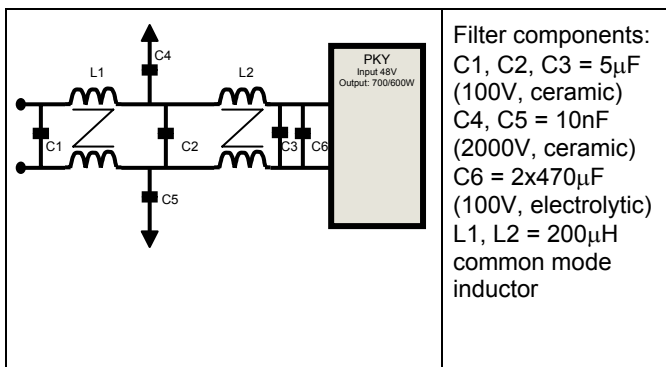 C4
L1
L2
PKY
Input 48V
Output: 700/600W
C1
C2
C3
C6
C5
Filter components:
C1, C2, C3 = 5μF
(100V, ceramic)
C4, C5 = 10nF
(2000V, ceramic)
C6 = 2x470μF
(100V, electrolytic)
L1, L2 = 200μH
common mode
inductor